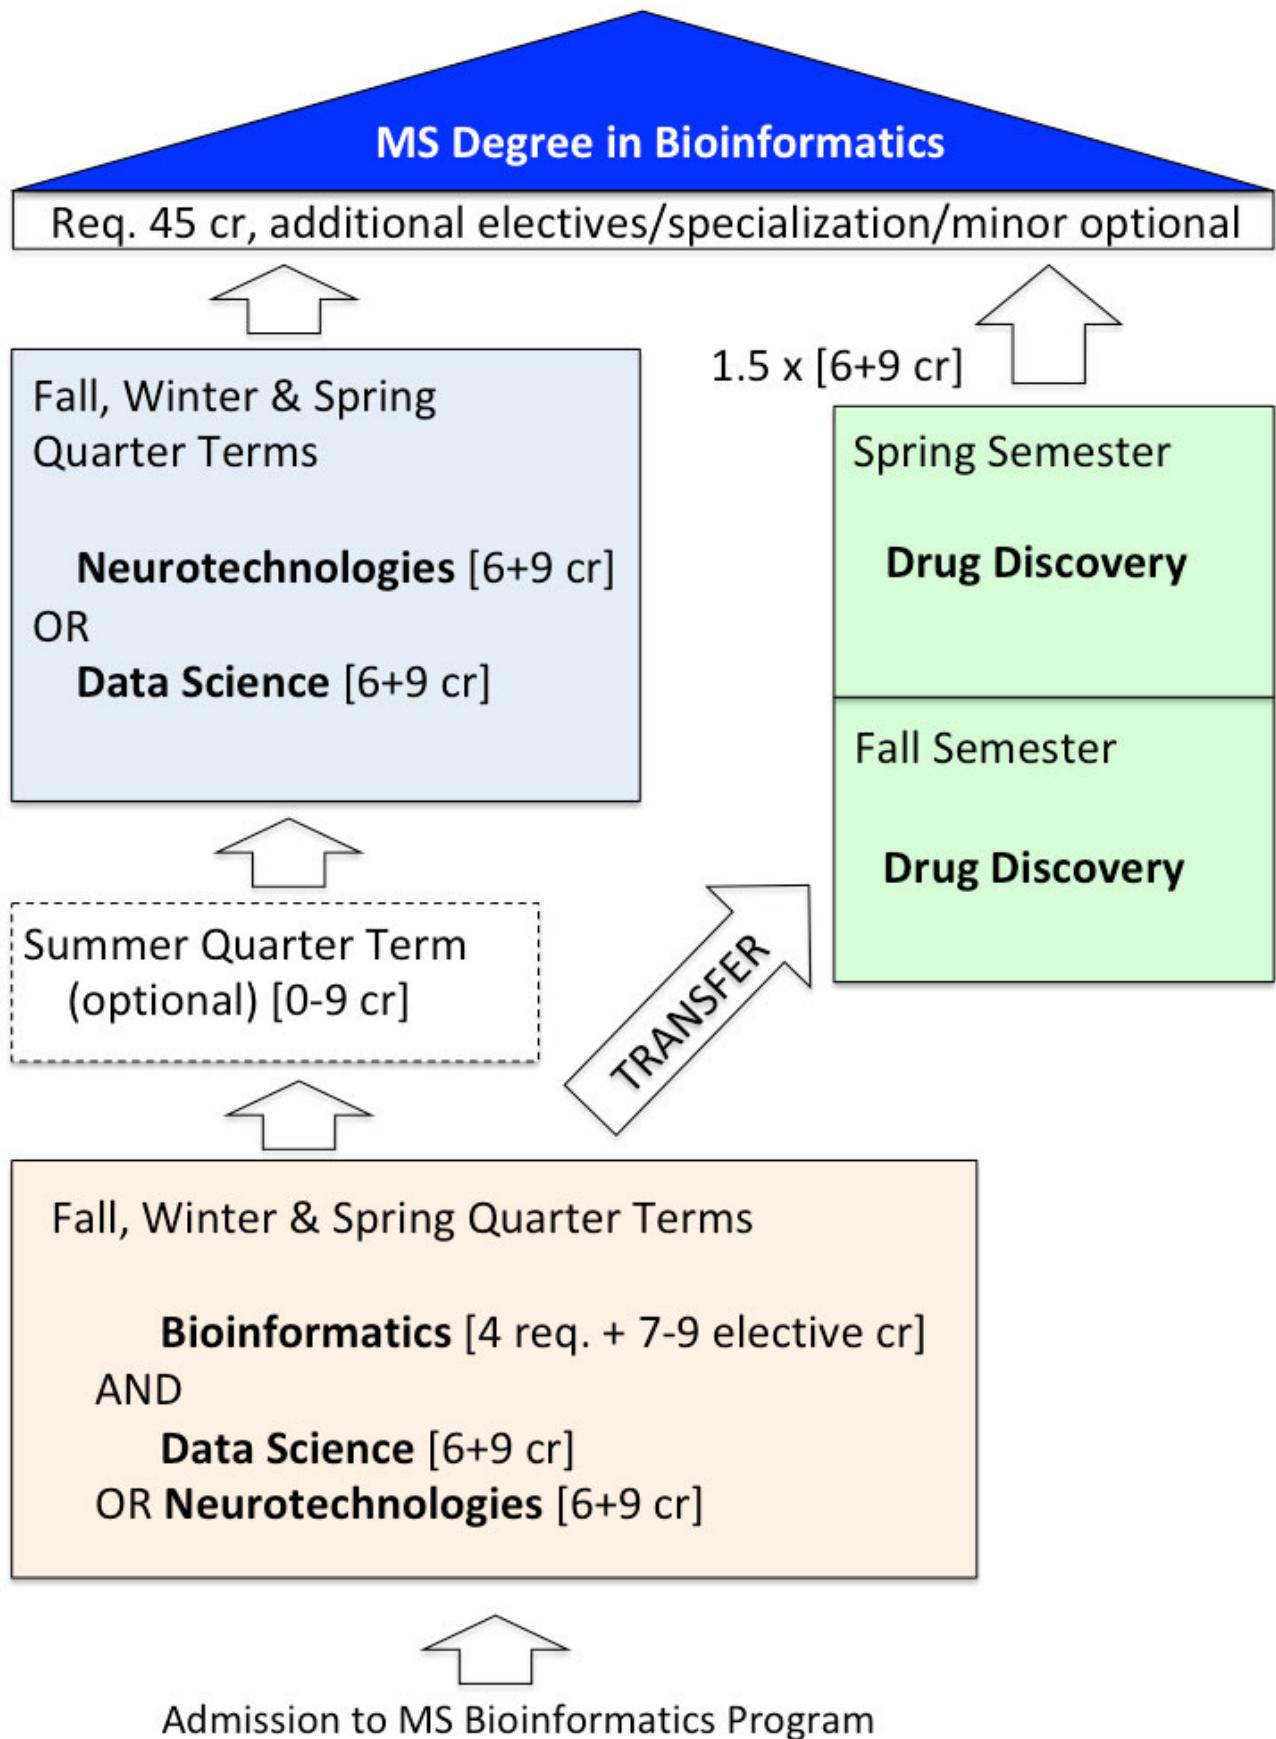 MS Degree in Bioinformatics
Req. 45 cr, additional electives/specialization/minor optional
Fall, Winter & Spring
Quarter Terms
Neurotechnologies [6+9 cr]
OR
Data Science [6+9 cr]
1.5 x [6+9 cr]
Spring Semester
Drug Discovery
Fall Semester
Drug Discovery
Summer Quarter Term
(optional) [0-9 cr]
TRANSFER
Fall, Winter & Spring Quarter Terms
Bioinformatics [4 req. + 7-9 elective cr]
AND
Data Science [6+9 cr]
OR Neurotechnologies [6+9 cr]
Admission to MS Bioinformatics Program